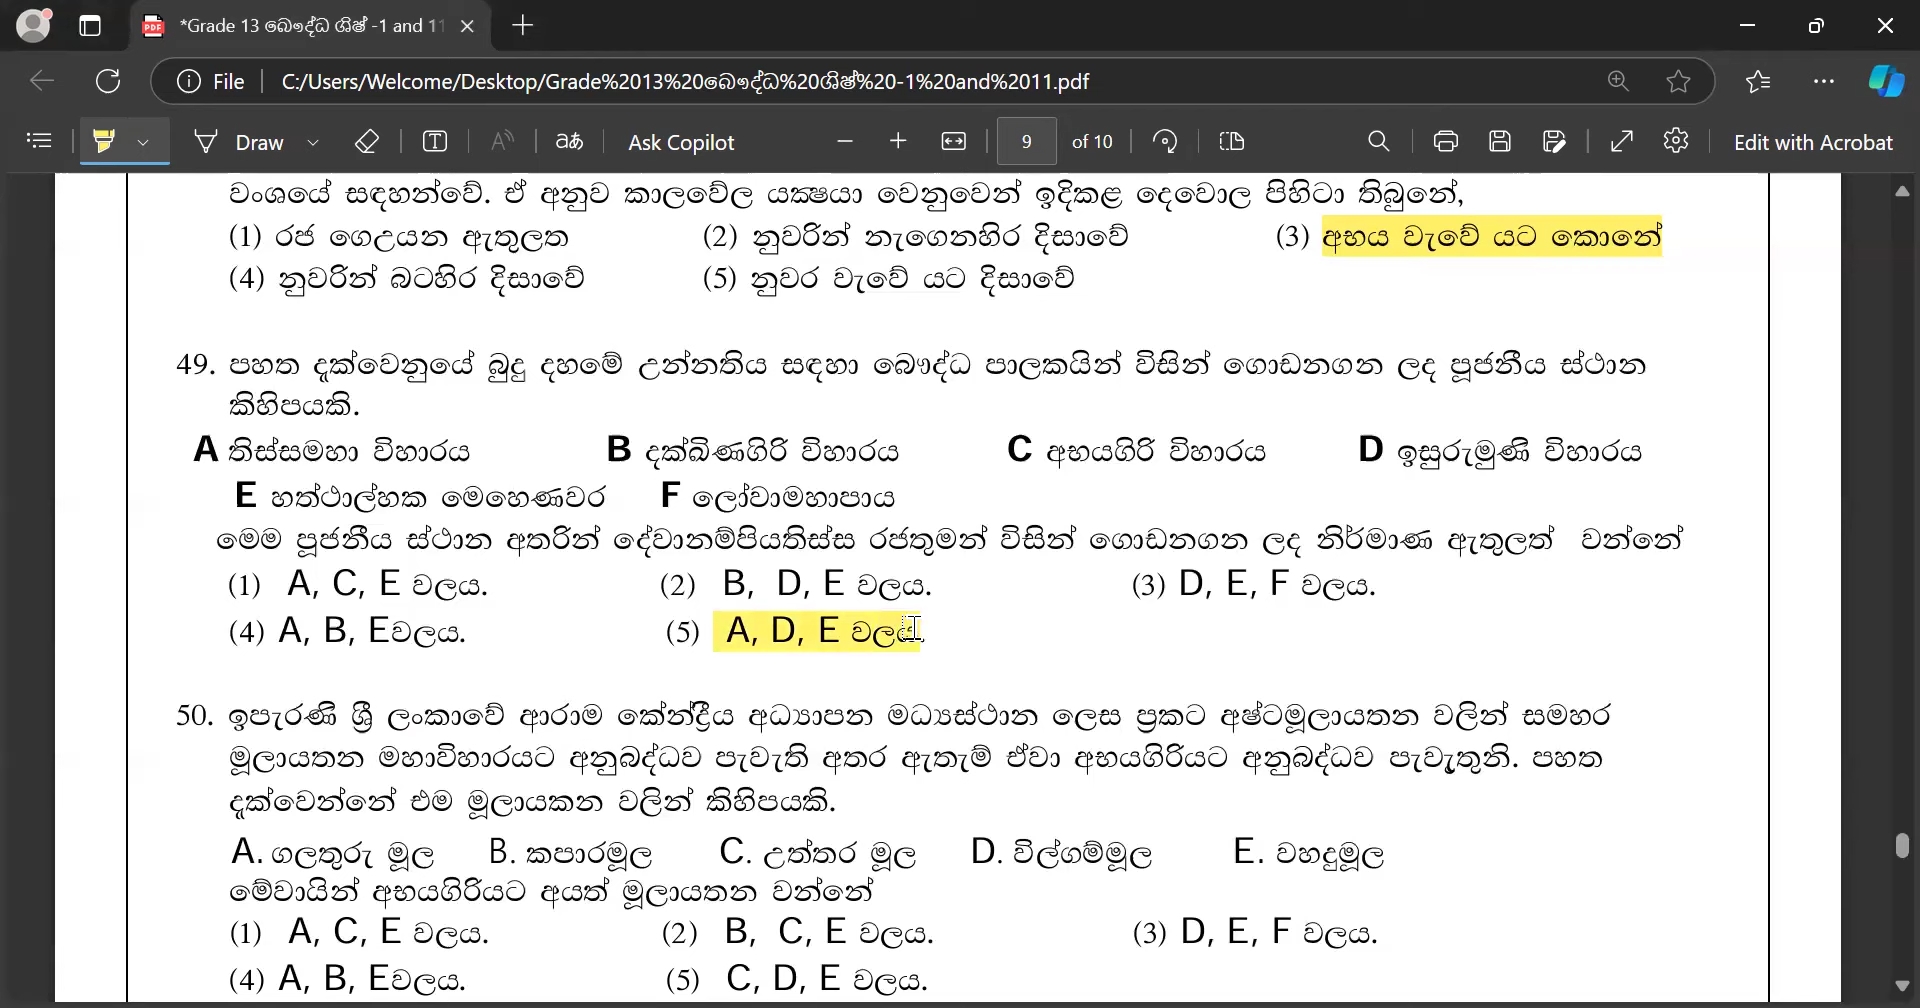 *Grade 13 බෞද්ධ ශිෂ් -1 and 11
File C:/Users/Welcome/Desktop/Grade%2013%20බෞද්ධ%20ශිෂ්%20-1%20and%2011.pdf
Draw Ask Copilot 9 of 10 Edit with Acrobat
වංශයේ සඳහන්වේ. ඒ අනුව කාලවේල යක්ෂයා වෙනුවෙන් ඉදිකළ දෙවොල පිහිටා තිබුනේ,
(1) රජ ගෙඋයන ඇතුලත (2) නුවරින් නැගෙනහිර දිසාවේ (3) අභය වැවේ යට කොනේ
(4) නුවරින් බටහිර දිසාවේ (5) නුවර වැවේ යට දිසාවේ
49. පහත දැක්වෙනුයේ බුදු දහමේ උන්නතිය සඳහා බෞද්ධ පාලකයින් විසින් ගොඩනගන ලද පූජනීය ස්ථාන
කිහිපයකි.
A තිස්සමහා විහාරය B දක්ඛිණගිරි විහාරය C අභයගිරි විහාරය D ඉසුරුමුණි විහාරය
E හත්ථාල්හක මෙහෙණවර F ලෝවාමහාපාය
මෙම පූජනීය ස්ථාන අතරින් දේවානම්පියතිස්ස රජතුමන් විසින් ගොඩනගන ලද නිර්මාණ ඇතුලත් වන්නේ
(1) A, C, E වලය. (2) B, D, E වලය. (3) D, E, F වලය.
(4) A, B, Eවලය. (5) A, D, E වලය.
50. ඉපැරණි ශ්‍රී ලංකාවේ ආරාම කේන්ද්‍රීය අධ්‍යාපන මධ්‍යස්ථාන ලෙස ප්‍රකට අෂ්ටමූලායතන වලින් සමහර
මූලායතන මහාවිහාරයට අනුබද්ධව පැවැති අතර ඇතැම් ඒවා අභයගිරියට අනුබද්ධව පැවැතුනි. පහත
දැක්වෙන්නේ එම මූලායකන වලින් කිහිපයකි.
A. ගලතුරු මූල B. කපාරමූල C. උත්තර මූල D. විල්ගම්මූල E. වහදුමූල
මේවායින් අභයගිරියට අයත් මූලායතන වන්නේ
(1) A, C, E වලය. (2) B, C, E වලය. (3) D, E, F වලය.
(4) A, B, Eවලය. (5) C, D, E වලය.